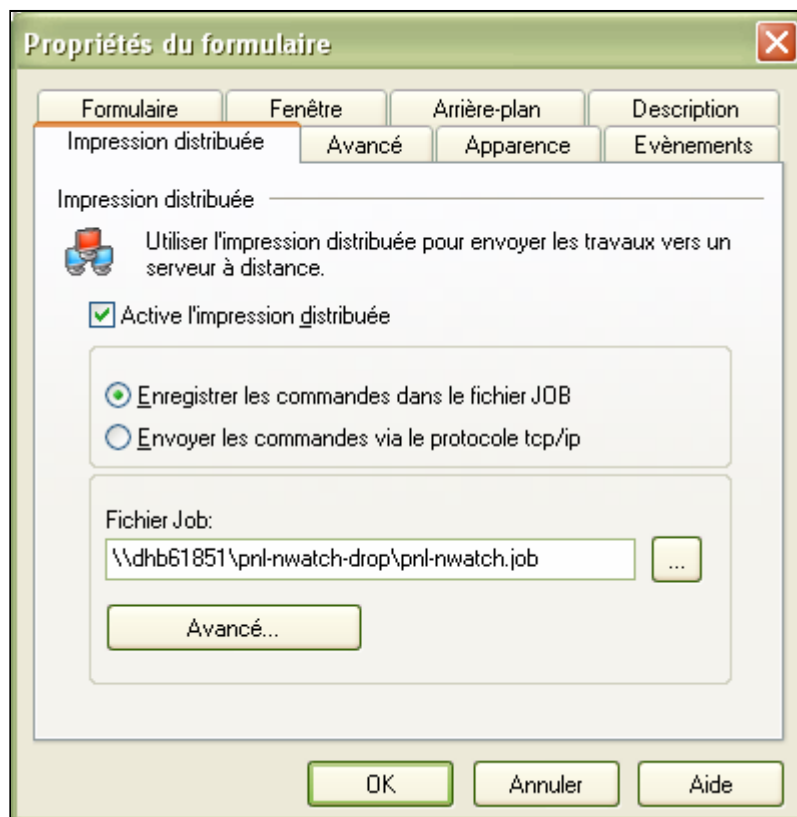 Propriétés du formulaire
Formulaire Fenêtre Arrière-plan Description
Impression distribuée Avancé Apparence Evènements
Impression distribuée
Utiliser l'impression distribuée pour envoyer les travaux vers un
serveur à distance.
Active l'impression distribuée
Enregistrer les commandes dans le fichier JOB
Envoyer les commandes via le protocole tcp/ip
Fichier Job:
\\dhb61851\pnl-nwatch-drop\pnl-nwatch.job ...
Avancé...
OK Annuler Aide